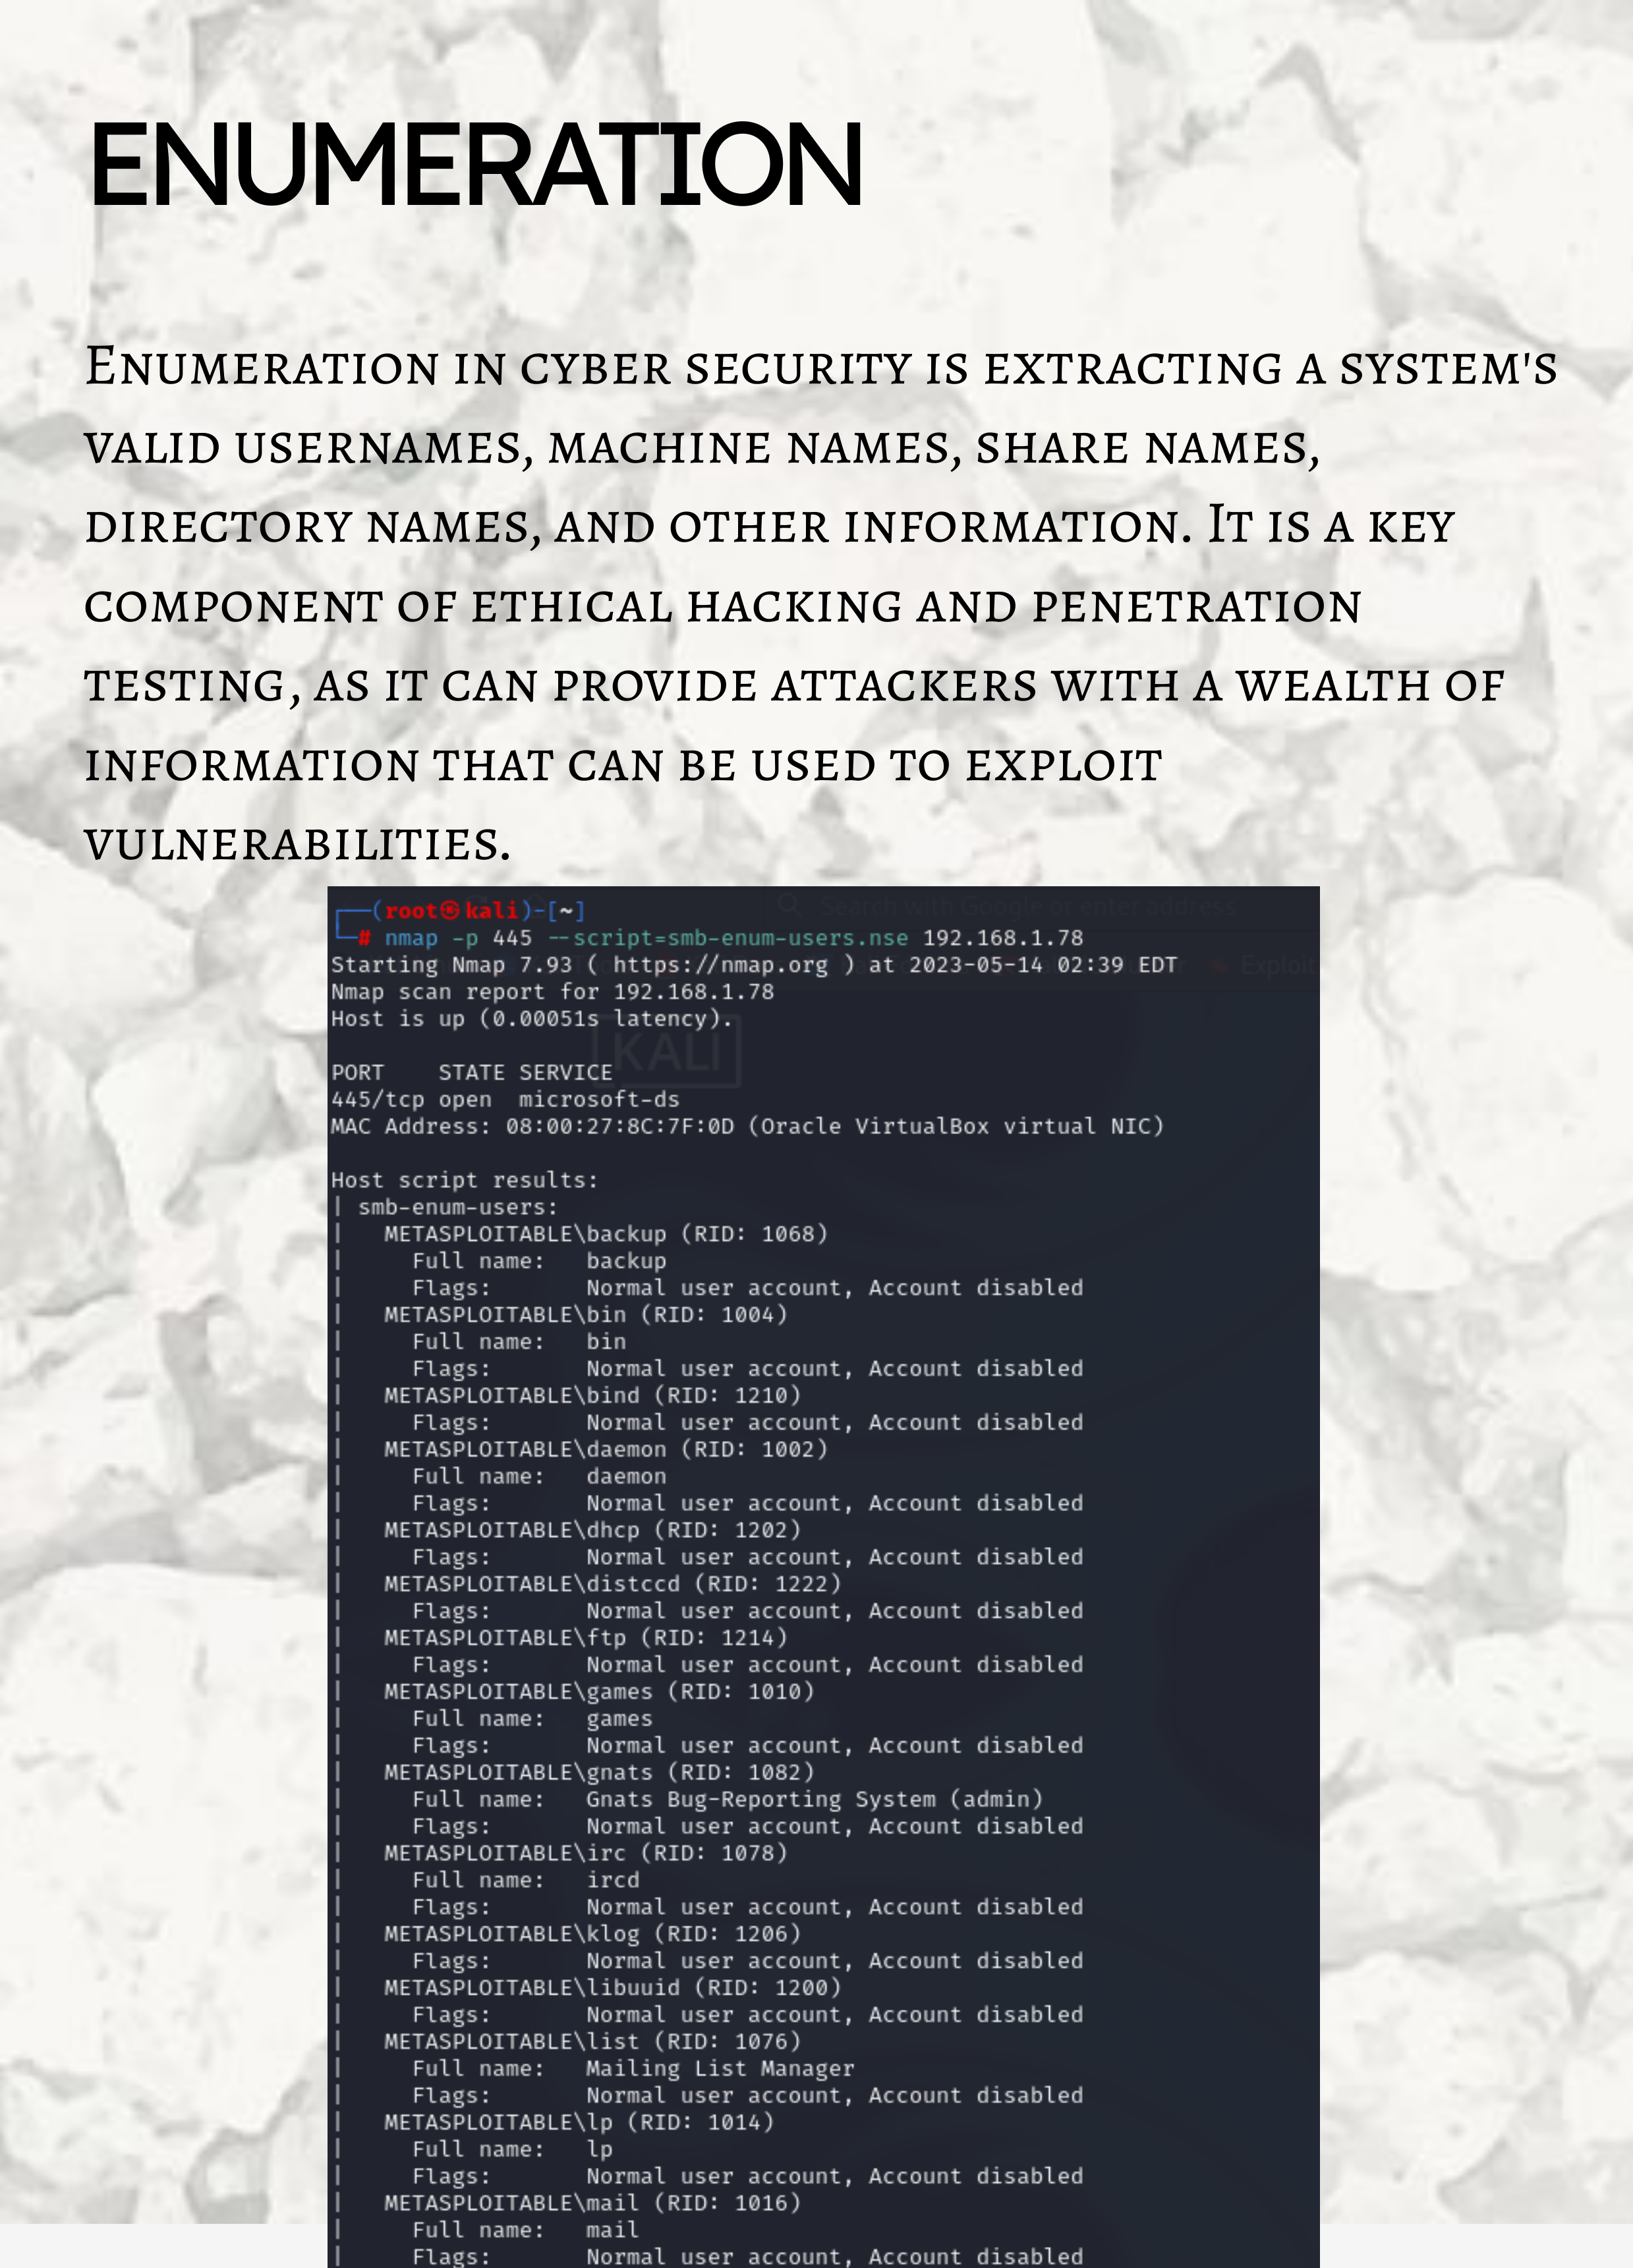 ENUMERATION
Enumeration in cyber security is extracting a system's
valid usernames, machine names, share names,
directory names, and other information. It is a key
component of ethical hacking and penetration
testing, as it can provide attackers with a wealth of
information that can be used to exploit
vulnerabilities.
┌──(root㉿kali)-[~]
└─# nmap -p 445 --script=smb-enum-users.nse 192.168.1.78
Search with Google or enter address
Starting Nmap 7.93 ( https://nmap.org ) at 2023-05-14 02:39 EDT
Nmap scan report for 192.168.1.78
Host is up (0.00051s latency).
KALI
PORT    STATE SERVICE
445/tcp open  microsoft-ds
MAC Address: 08:00:27:8C:7F:0D (Oracle VirtualBox virtual NIC)
Host script results:
| smb-enum-users:
|   METASPLOITABLE\backup (RID: 1068)
|     Full name:   backup
|     Flags:       Normal user account, Account disabled
|   METASPLOITABLE\bin (RID: 1004)
|     Full name:   bin
|     Flags:       Normal user account, Account disabled
|   METASPLOITABLE\bind (RID: 1210)
|     Flags:       Normal user account, Account disabled
|   METASPLOITABLE\daemon (RID: 1002)
|     Full name:   daemon
|     Flags:       Normal user account, Account disabled
|   METASPLOITABLE\dhcp (RID: 1202)
|     Flags:       Normal user account, Account disabled
|   METASPLOITABLE\distccd (RID: 1222)
|     Flags:       Normal user account, Account disabled
|   METASPLOITABLE\ftp (RID: 1214)
|     Flags:       Normal user account, Account disabled
|   METASPLOITABLE\games (RID: 1010)
|     Full name:   games
|     Flags:       Normal user account, Account disabled
|   METASPLOITABLE\gnats (RID: 1082)
|     Full name:   Gnats Bug-Reporting System (admin)
|     Flags:       Normal user account, Account disabled
|   METASPLOITABLE\irc (RID: 1078)
|     Full name:   ircd
|     Flags:       Normal user account, Account disabled
|   METASPLOITABLE\klog (RID: 1206)
|     Flags:       Normal user account, Account disabled
|   METASPLOITABLE\libuuid (RID: 1200)
|     Flags:       Normal user account, Account disabled
|   METASPLOITABLE\list (RID: 1076)
|     Full name:   Mailing List Manager
|     Flags:       Normal user account, Account disabled
|   METASPLOITABLE\lp (RID: 1014)
|     Full name:   lp
|     Flags:       Normal user account, Account disabled
|   METASPLOITABLE\mail (RID: 1016)
|     Full name:   mail
|     Flags:       Normal user account, Account disabled